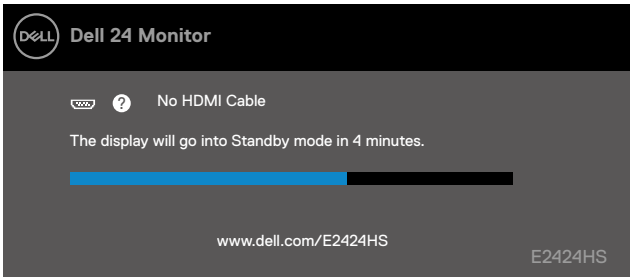 DELL Dell 24 Monitor
? No HDMI Cable
The display will go into Standby mode in 4 minutes.
www.dell.com/E2424HS
E2424HS